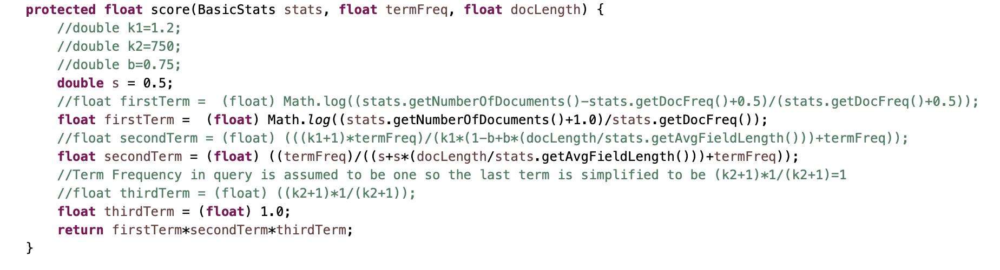 protected float score(BasicStats stats, float termFreq, float docLength) {
//double k1=1.2;
//double k2=750;
//double b=0.75;
double s = 0.5;
//float firstTerm =  (float) Math.log((stats.getNumberOfDocuments()-stats.getDocFreq()+0.5)/(stats.getDocFreq()+0.5));
float firstTerm =  (float) Math.log((stats.getNumberOfDocuments()+1.0)/stats.getDocFreq());
//float secondTerm = (float) (((k1+1)*termFreq)/(k1*(1-b+b*(docLength/stats.getAvgFieldLength()))+termFreq));
float secondTerm = (float) ((termFreq)/((s+s*(docLength/stats.getAvgFieldLength()))+termFreq));
//Term Frequency in query is assumed to be one so the last term is simplified to be (k2+1)*1/(k2+1)=1
//float thirdTerm = (float) ((k2+1)*1/(k2+1));
float thirdTerm = (float) 1.0;
return firstTerm*secondTerm*thirdTerm;
}